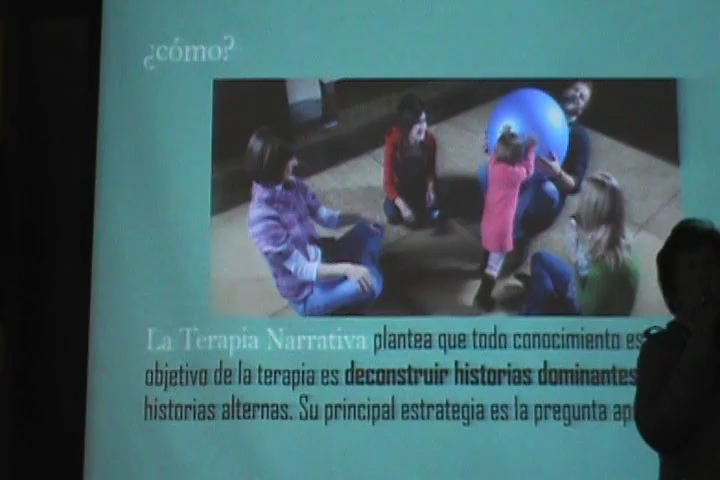 ¿cómo?
La Terapia Narrativa plantea que todo conocimiento es
objetivo de la terapia es deconstruir historias dominantes
historias alternas. Su principal estrategia es la pregunta